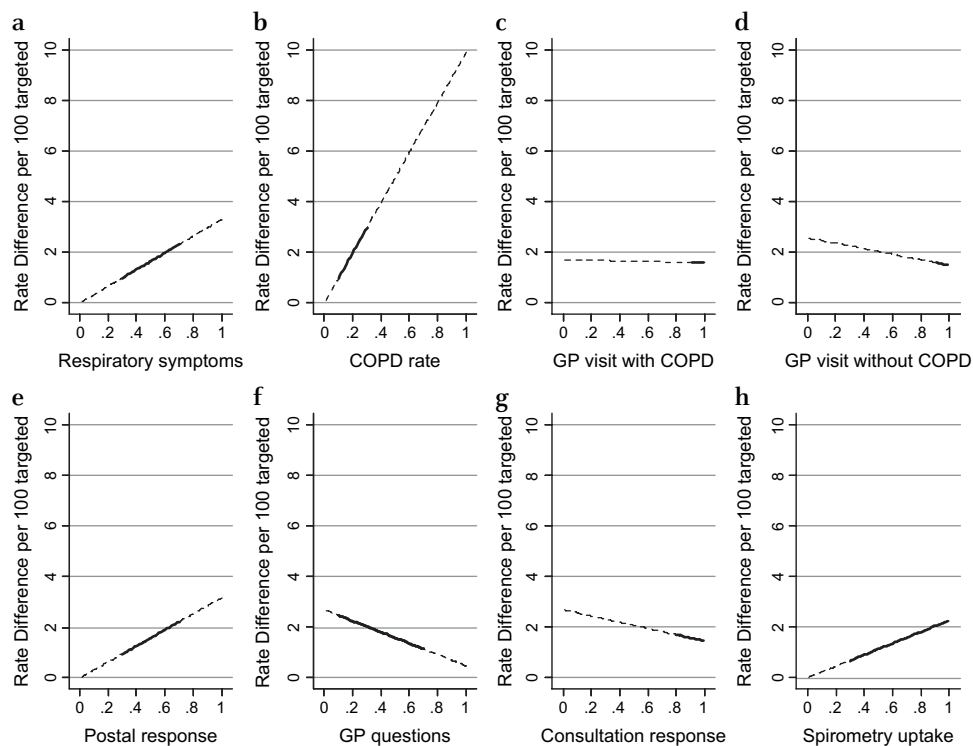 a
Rate Difference per 100 targeted
10
8
6
4
2
0
0 .2 .4 .6 .8 1
Respiratory symptoms
b
Rate Difference per 100 targeted
10
8
6
4
2
0
0 .2 .4 .6 .8 1
COPD rate
c
Rate Difference per 100 targeted
10
8
6
4
2
0
0 .2 .4 .6 .8 1
GP visit with COPD
d
Rate Difference per 100 targeted
10
8
6
4
2
0
0 .2 .4 .6 .8 1
GP visit without COPD
e
Rate Difference per 100 targeted
10
8
6
4
2
0
0 .2 .4 .6 .8 1
Postal response
f
Rate Difference per 100 targeted
10
8
6
4
2
0
0 .2 .4 .6 .8 1
GP questions
g
Rate Difference per 100 targeted
10
8
6
4
2
0
0 .2 .4 .6 .8 1
Consultation response
h
Rate Difference per 100 targeted
10
8
6
4
2
0
0 .2 .4 .6 .8 1
Spirometry uptake